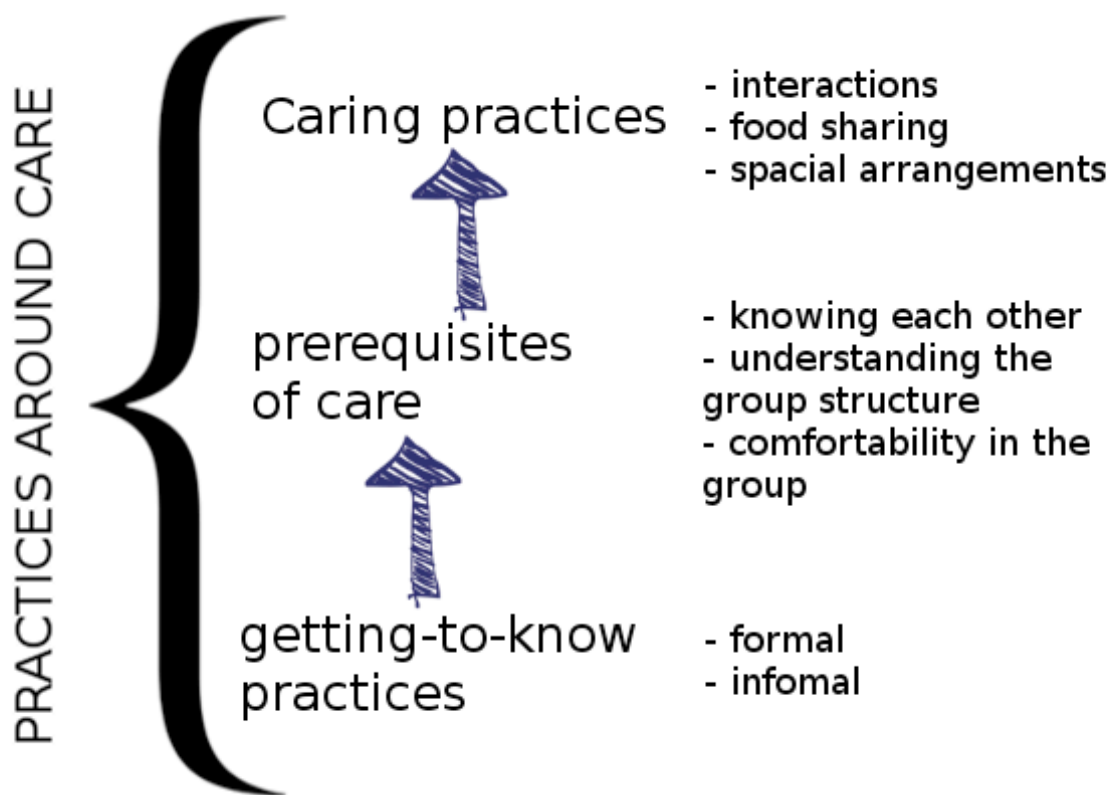 PRACTICES AROUND CARE
Caring practices
- interactions
- food sharing
- spacial arrangements
prerequisites
of care
- knowing each other
- understanding the
group structure
- comfortability in the
group
getting-to-know
practices
- formal
- infomal